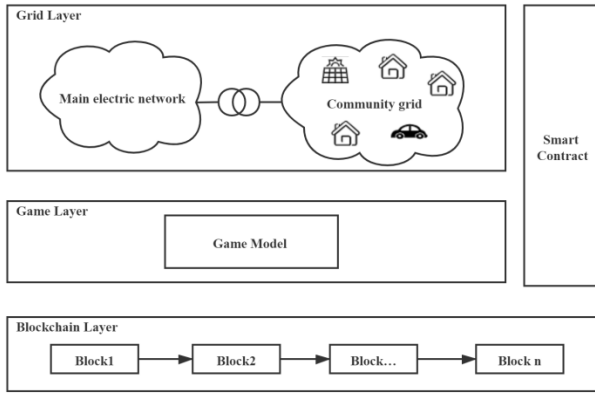 Grid Layer
Main electric network
Community grid
Smart
Contract
Game Layer
Game Model
Blockchain Layer
Block1
Block2
Block…
Block n